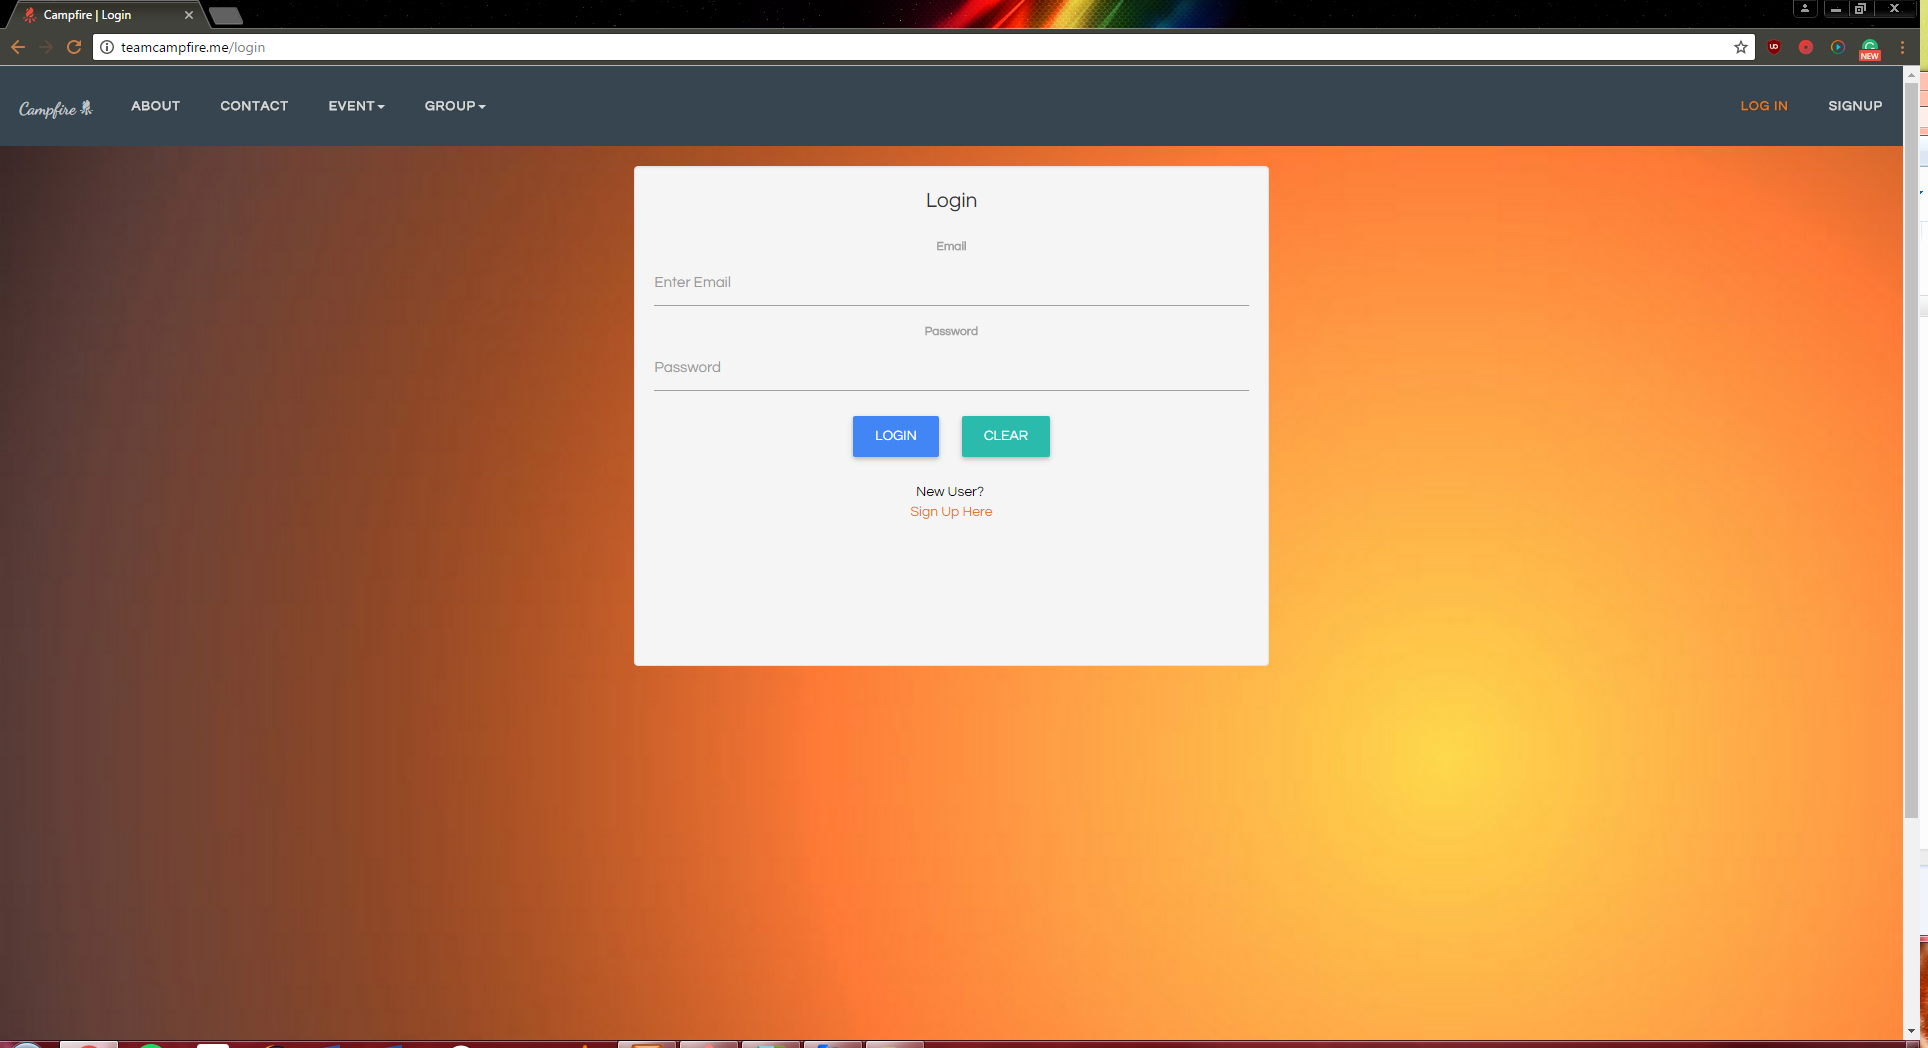 Campfire | Login
teamcampfire.me/login
NEW
Campfire
ABOUT
CONTACT
EVENT
GROUP
LOG IN
SIGNUP
Login
Email
Enter Email
Password
Password
LOGIN
CLEAR
New User?
Sign Up Here